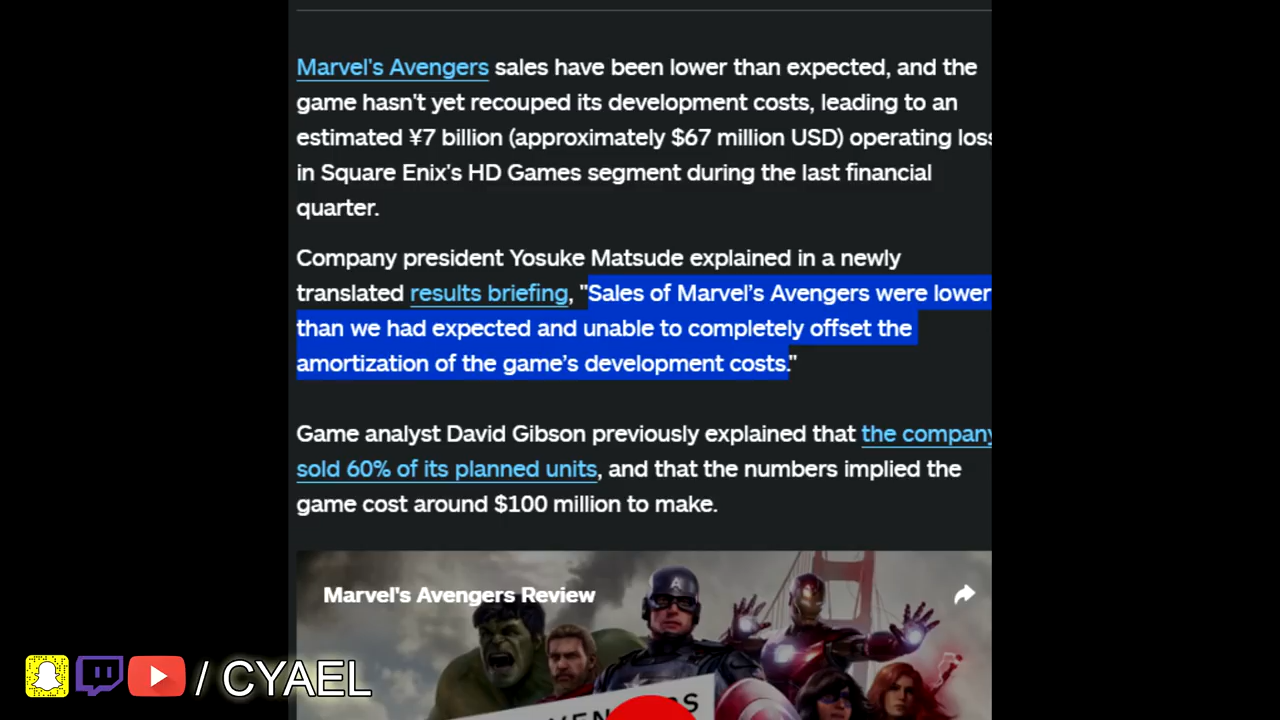 Marvel's Avengers sales have been lower than expected, and the
game hasn't yet recouped its development costs, leading to an
estimated ¥7 billion (approximately $67 million USD) operating loss
in Square Enix's HD Games segment during the last financial
quarter.
Company president Yosuke Matsude explained in a newly
translated results briefing, "Sales of Marvel’s Avengers were lower
than we had expected and unable to completely offset the
amortization of the game’s development costs."
Game analyst David Gibson previously explained that the company
sold 60% of its planned units, and that the numbers implied the
game cost around $100 million to make.
Marvel's Avengers Review
/ CYAEL